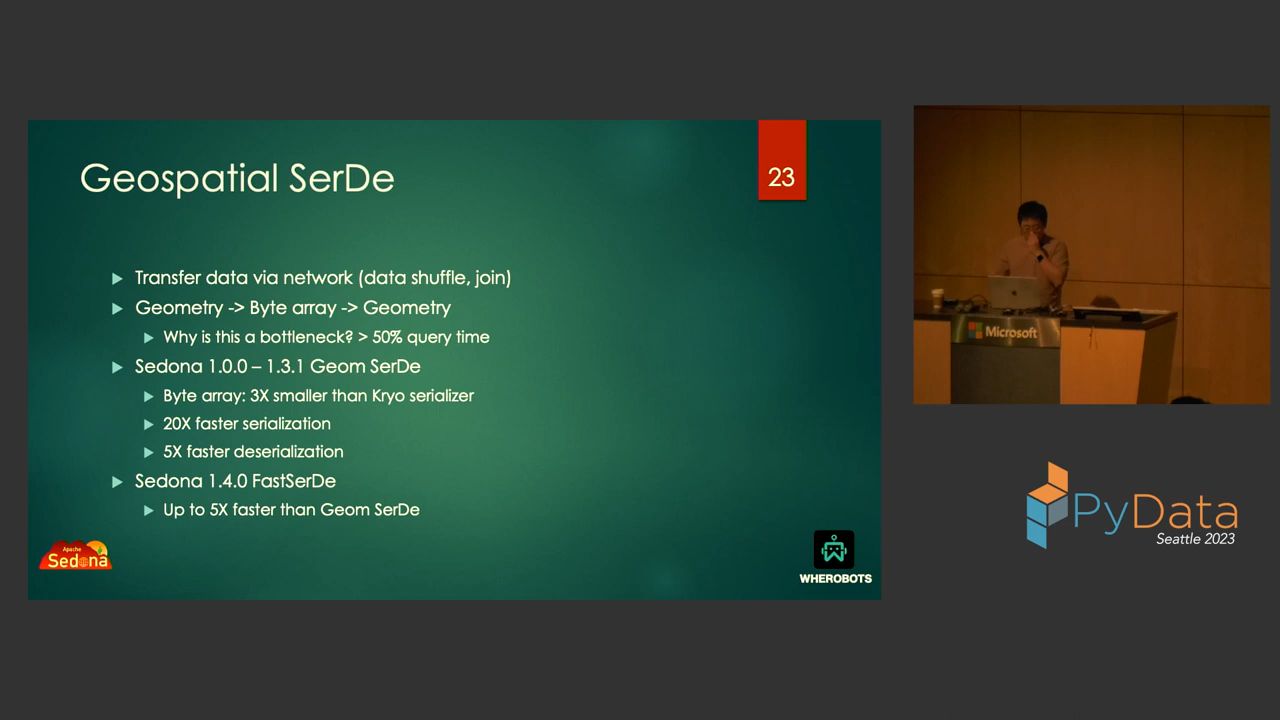 Geospatial SerDe
23
Transfer data via network (data shuffle, join)
Geometry -> Byte array -> Geometry
Why is this a bottleneck? > 50% query time
Sedona 1.0.0 – 1.3.1 Geom SerDe
Byte array: 3X smaller than Kryo serializer
20X faster serialization
5X faster deserialization
Sedona 1.4.0 FastSerDe
Up to 5X faster than Geom SerDe
Apache
Sedona
WHEROBOTS
Microsoft
PyData
Seattle 2023